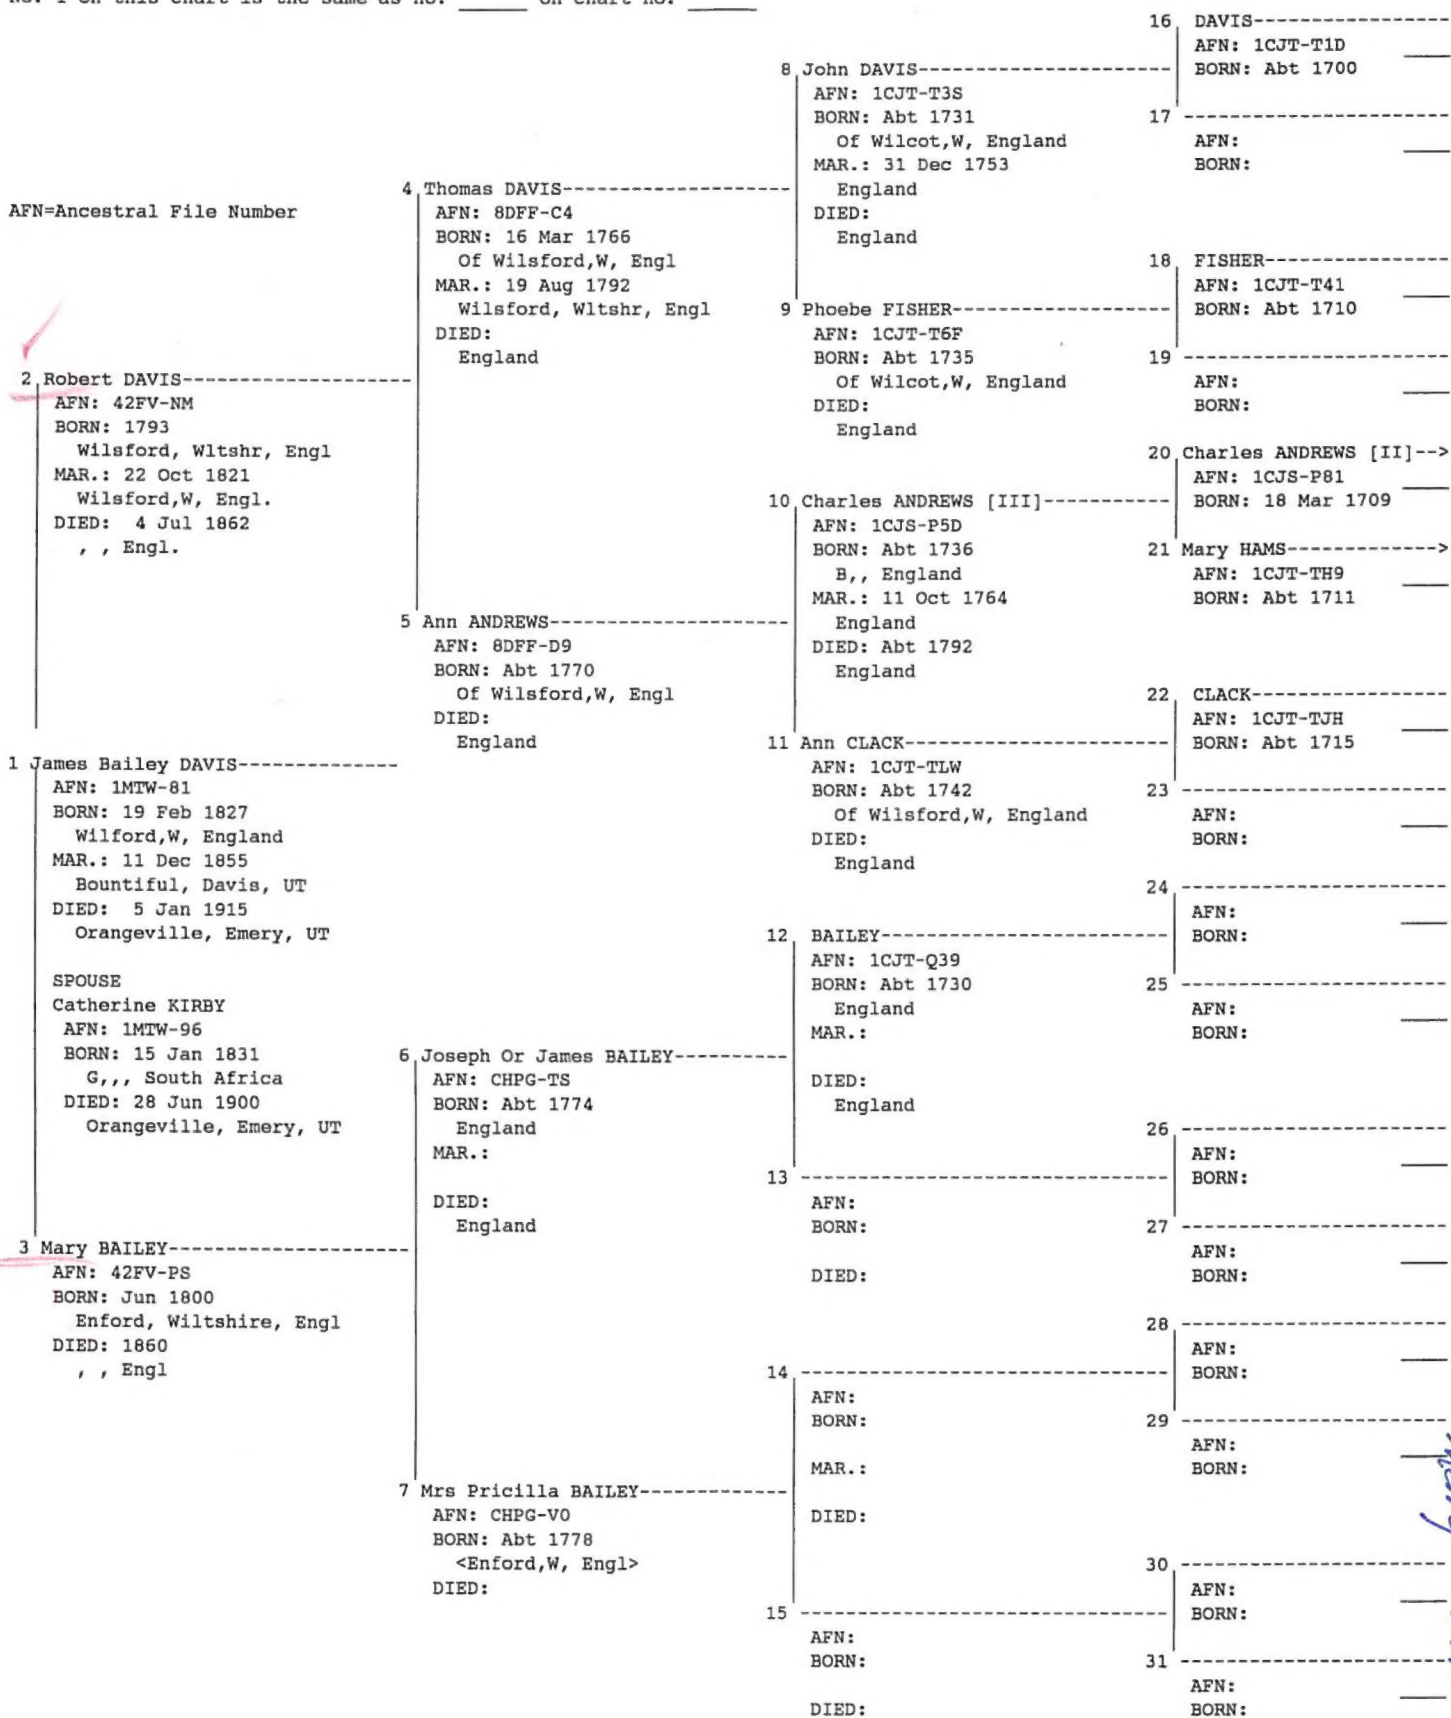 No. 1 on this chart is the same as no. ______ on chart no. ______
AFN=Ancestral File Number
1 James Bailey DAVIS--------------
AFN: 1MTW-81
BORN: 19 Feb 1827
Wilford,W, England
MAR.: 11 Dec 1855
Bountiful, Davis, UT
DIED: 5 Jan 1915
Orangeville, Emery, UT
SPOUSE
Catherine KIRBY
AFN: 1MTW-96
BORN: 15 Jan 1831
G,,, South Africa
DIED: 28 Jun 1900
Orangeville, Emery, UT
2 Robert DAVIS--------------------
AFN: 42FV-NM
BORN: 1793
Wilsford, Wltshr, Engl
MAR.: 22 Oct 1821
Wilsford,W, Engl.
DIED: 4 Jul 1862
, , Engl.
3 Mary BAILEY---------------------
AFN: 42FV-PS
BORN: Jun 1800
Enford, Wiltshire, Engl
DIED: 1860
, , Engl
4 Thomas DAVIS--------------------
AFN: 8DFF-C4
BORN: 16 Mar 1766
Of Wilsford,W, Engl
MAR.: 19 Aug 1792
Wilsford, Wltshr, Engl
DIED:
England
5 Ann ANDREWS---------------------
AFN: 8DFF-D9
BORN: Abt 1770
Of Wilsford,W, Engl
DIED:
England
6 Joseph Or James BAILEY----------
AFN: CHPG-TS
BORN: Abt 1774
England
MAR.:
DIED:
England
7 Mrs Pricilla BAILEY-------------
AFN: CHPG-V0
BORN: Abt 1778
<Enford,W, Engl>
DIED:
8 John DAVIS----------------------
AFN: 1CJT-T3S
BORN: Abt 1731
Of Wilcot,W, England
MAR.: 31 Dec 1753
England
DIED:
England
9 Phoebe FISHER-------------------
AFN: 1CJT-T6F
BORN: Abt 1735
Of Wilcot,W, England
DIED:
England
10 Charles ANDREWS [III]-----------
AFN: 1CJS-P5D
BORN: Abt 1736
B,, England
MAR.: 11 Oct 1764
England
DIED: Abt 1792
England
11 Ann CLACK-----------------------
AFN: 1CJT-TLW
BORN: Abt 1742
Of Wilsford,W, England
DIED:
England
12 BAILEY--------------------------
AFN: 1CJT-Q39
BORN: Abt 1730
England
MAR.:
DIED:
England
13 --------------------------------
AFN:
BORN:
DIED:
14 --------------------------------
AFN:
BORN:
MAR.:
DIED:
15 --------------------------------
AFN:
BORN:
DIED:
16 DAVIS-----------------
AFN: 1CJT-T1D
BORN: Abt 1700
17 -----------------------
AFN:
BORN:
18 FISHER----------------
AFN: 1CJT-T41
BORN: Abt 1710
19 -----------------------
AFN:
BORN:
20 Charles ANDREWS [II]-->
AFN: 1CJS-P81
BORN: 18 Mar 1709
21 Mary HAMS------------->
AFN: 1CJT-TH9
BORN: Abt 1711
22 CLACK-----------------
AFN: 1CJT-TJH
BORN: Abt 1715
23 -----------------------
AFN:
BORN:
24 -----------------------
AFN:
BORN:
25 -----------------------
AFN:
BORN:
26 -----------------------
AFN:
BORN:
27 -----------------------
AFN:
BORN:
28 -----------------------
AFN:
BORN:
29 -----------------------
AFN:
BORN:
30 -----------------------
AFN:
BORN:
31 -----------------------
AFN:
BORN: